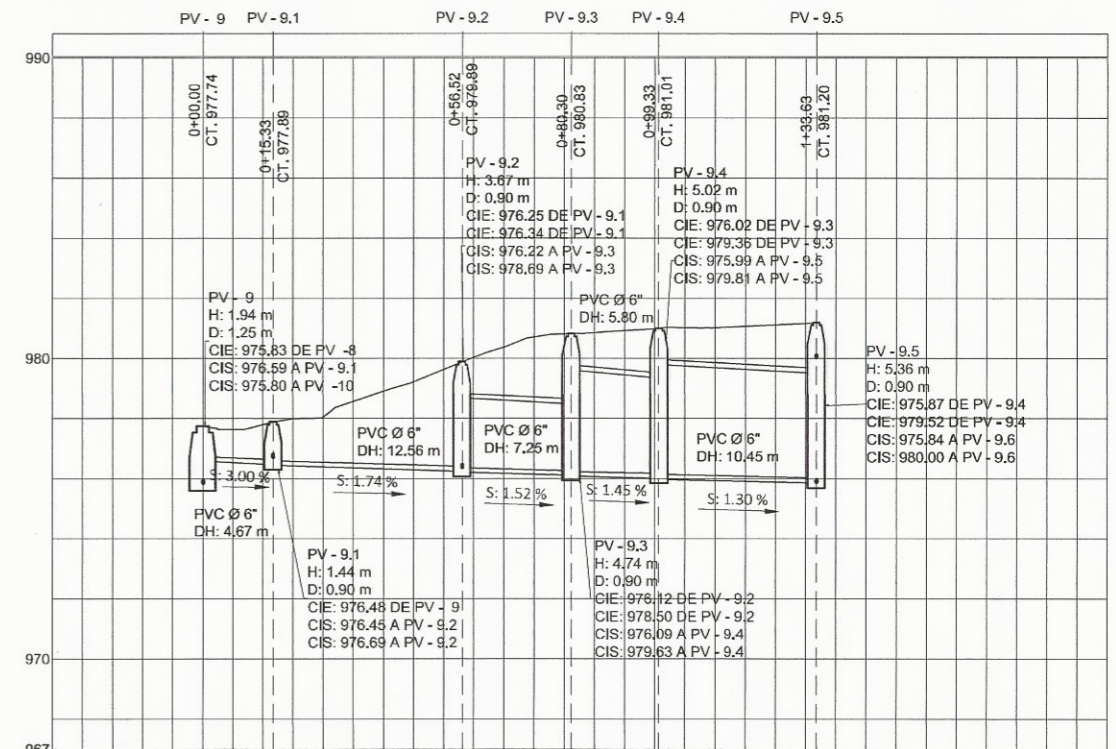 PV - 9 PV - 9.1 PV - 9.2 PV - 9.3 PV - 9.4 PV - 9.5
990
0+00.00
CT. 977.74
0+15.33
CT. 977.89
0+56.52
CT. 979.89
0+80.30
CT. 980.83
0+99.33
CT. 981.01
1+33.63
CT. 981.20
PV - 9.2
H: 3.67 m
D: 0.90 m
CIE: 976.25 DE PV - 9.1
CIE: 976.34 DE PV - 9.1
CIS: 976.22 A PV - 9.3
CIS: 978.69 A PV - 9.3
PV - 9.4
H: 5.02 m
D: 0.90 m
CIE: 976.02 DE PV - 9.3
CIE: 979.36 DE PV - 9.3
CIS: 975.99 A PV - 9.5
CIS: 979.81 A PV - 9.5
PV - 9
H: 1.94 m
D: 1.25 m
CIE: 975.83 DE PV -8
CIS: 976.59 A PV - 9.1
CIS: 975.80 A PV -10
PVC Ø 6"
DH: 5.80 m
980
PV - 9.5
H: 5.36 m
D: 0.90 m
CIE: 975.87 DE PV - 9.4
CIE: 979.52 DE PV - 9.4
CIS: 975.84 A PV - 9.6
CIS: 980.00 A PV - 9.6
PVC Ø 6"
DH: 12.56 m
PVC Ø 6"
DH: 7.25 m
PVC Ø 6"
DH: 10.45 m
S: 3.00 %
S: 1.74 %
S: 1.52 %
S: 1.45 %
S: 1.30 %
PVC Ø 6"
DH: 4.67 m
PV - 9.1
H: 1.44 m
D: 0.90 m
CIE: 976.48 DE PV - 9
CIS: 976.45 A PV - 9.2
CIS: 976.69 A PV - 9.2
PV - 9.3
H: 4.74 m
D: 0.90 m
CIE: 976.12 DE PV - 9.2
CIE: 978.50 DE PV - 9.2
CIS: 976.09 A PV - 9.4
CIS: 979.63 A PV - 9.4
970
967